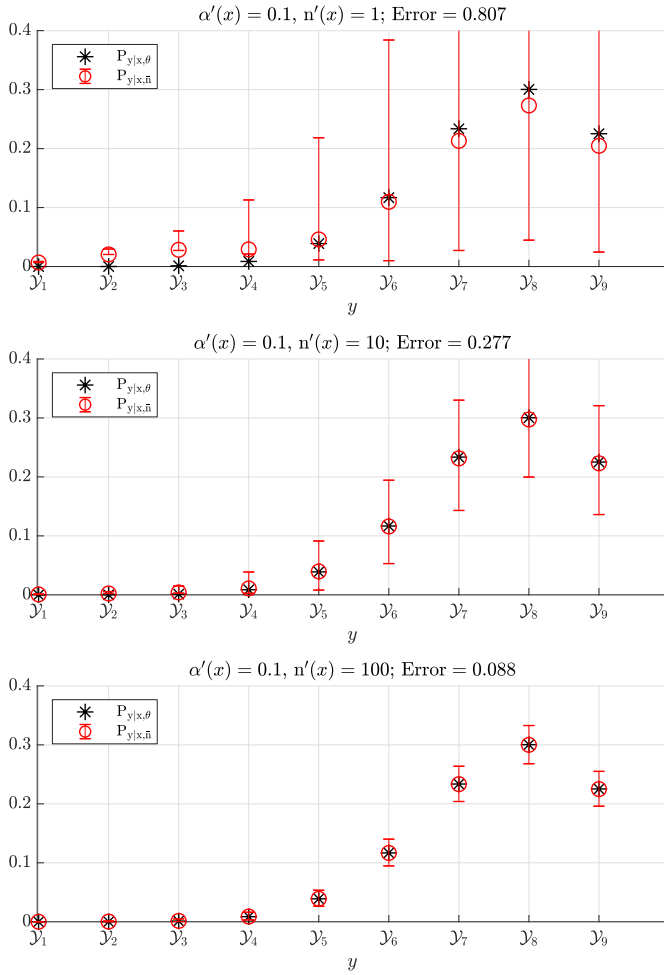 α′(x) = 0.1, n′(x) = 1; Error = 0.807
P_{y|x,θ}
P_{y|x,n̄}
0.4
0.3
0.2
0.1
0
𝒴₁ 𝒴₂ 𝒴₃ 𝒴₄ 𝒴₅ 𝒴₆ 𝒴₇ 𝒴₈ 𝒴₉
y
α′(x) = 0.1, n′(x) = 10; Error = 0.277
P_{y|x,θ}
P_{y|x,n̄}
0.4
0.3
0.2
0.1
0
𝒴₁ 𝒴₂ 𝒴₃ 𝒴₄ 𝒴₅ 𝒴₆ 𝒴₇ 𝒴₈ 𝒴₉
y
α′(x) = 0.1, n′(x) = 100; Error = 0.088
P_{y|x,θ}
P_{y|x,n̄}
0.4
0.3
0.2
0.1
0
𝒴₁ 𝒴₂ 𝒴₃ 𝒴₄ 𝒴₅ 𝒴₆ 𝒴₇ 𝒴₈ 𝒴₉
y